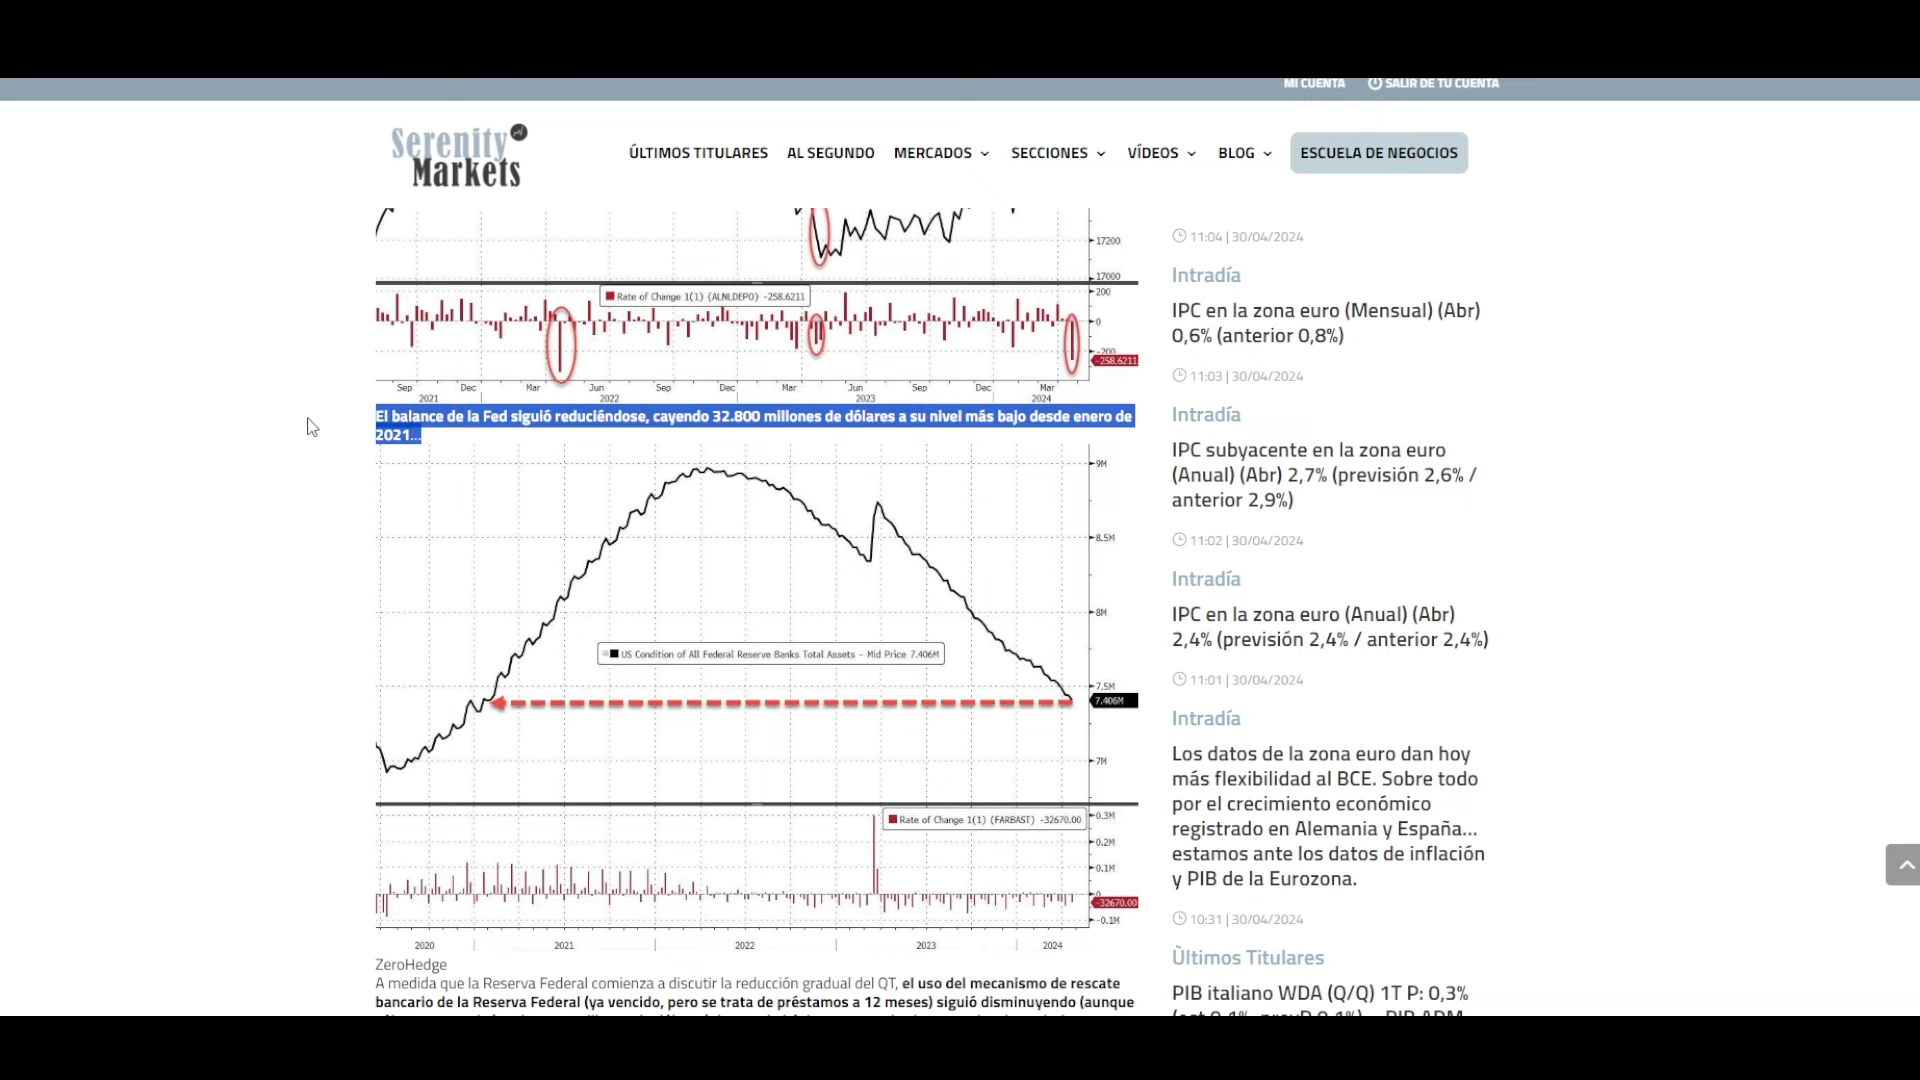 MI CUENTA SALIR DE TU CUENTA
Serenity
Markets
ÚLTIMOS TITULARES AL SEGUNDO MERCADOS SECCIONES VÍDEOS BLOG ESCUELA DE NEGOCIOS
17200
17000
Rate of Change 1(1) (ALNLDEPO) -258.6211
200
0
-200
-258.6211
Sep Dec Mar Jun Sep Dec Mar Jun Sep Dec Mar
2021 2022 2023 2024
El balance de la Fed siguió reduciéndose, cayendo 32.800 millones de dólares a su nivel más bajo desde enero de
2021...
9M
8.5M
8M
US Condition of All Federal Reserve Banks Total Assets - Mid Price 7.406M
7.5M
7.406M
7M
Rate of Change 1(1) (FARBAST) -32670.00
0.3M
0.2M
0.1M
0
-32670.00
-0.1M
2020 2021 2022 2023 2024
ZeroHedge
A medida que la Reserva Federal comienza a discutir la reducción gradual del QT, el uso del mecanismo de rescate
bancario de la Reserva Federal (ya vencido, pero se trata de préstamos a 12 meses) siguió disminuyendo (aunque
11:04 | 30/04/2024
Intradía
IPC en la zona euro (Mensual) (Abr)
0,6% (anterior 0,8%)
11:03 | 30/04/2024
Intradía
IPC subyacente en la zona euro
(Anual) (Abr) 2,7% (previsión 2,6% /
anterior 2,9%)
11:02 | 30/04/2024
Intradía
IPC en la zona euro (Anual) (Abr)
2,4% (previsión 2,4% / anterior 2,4%)
11:01 | 30/04/2024
Intradía
Los datos de la zona euro dan hoy
más flexibilidad al BCE. Sobre todo
por el crecimiento económico
registrado en Alemania y España...
estamos ante los datos de inflación
y PIB de la Eurozona.
10:31 | 30/04/2024
Ùltimos Titulares
PIB italiano WDA (Q/Q) 1T P: 0,3%